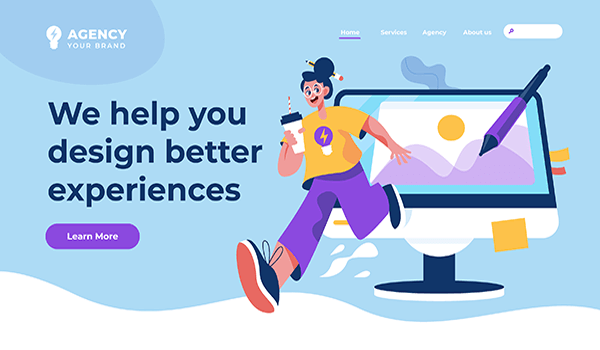 AGENCY
YOUR BRAND
Home
Services
Agency
About us
We help you
design better
experiences
Learn More